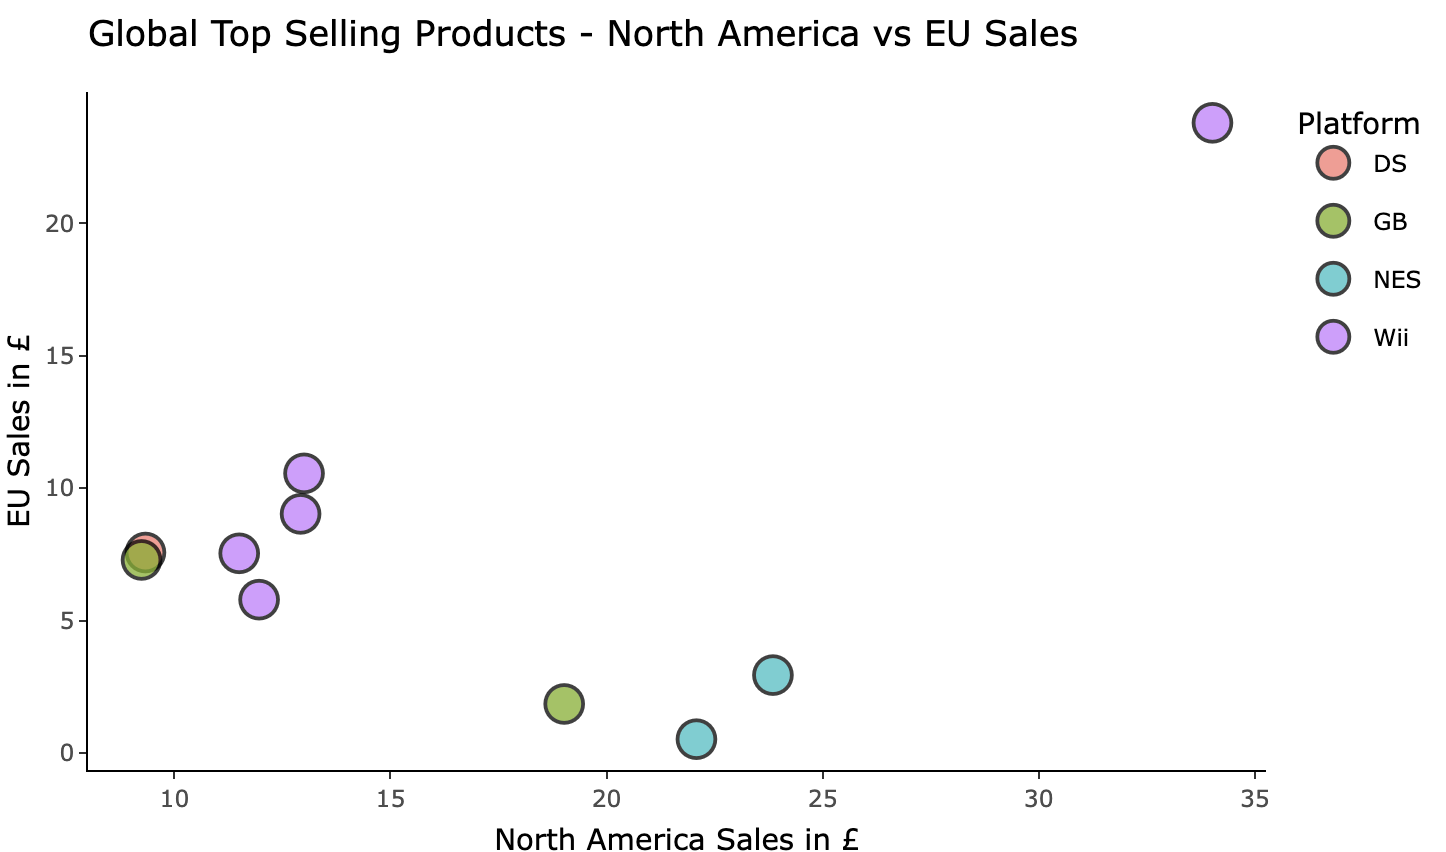 Global Top Selling Products - North America vs EU Sales
Platform
DS
GB
NES
Wii
EU Sales in £
20
15
10
5
0
10
15
20
25
30
35
North America Sales in £